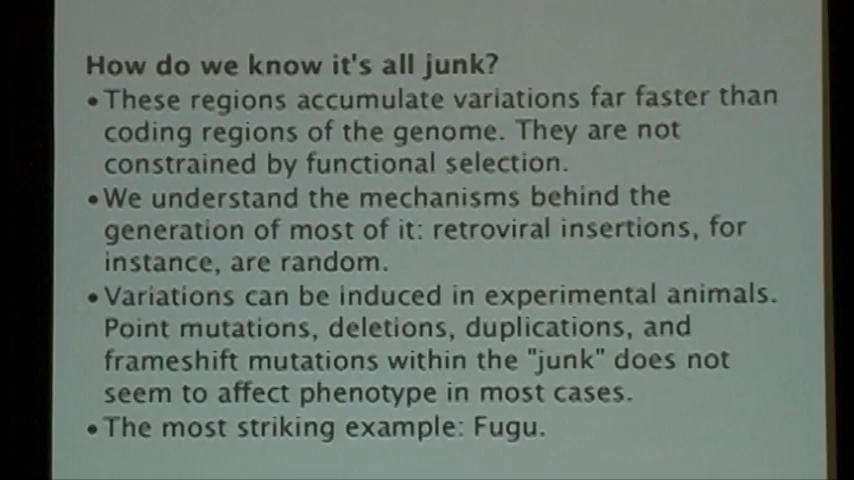 How do we know it's all junk?
•These regions accumulate variations far faster than
coding regions of the genome. They are not
constrained by functional selection.
•We understand the mechanisms behind the
generation of most of it: retroviral insertions, for
instance, are random.
•Variations can be induced in experimental animals.
Point mutations, deletions, duplications, and
frameshift mutations within the "junk" does not
seem to affect phenotype in most cases.
•The most striking example: Fugu.